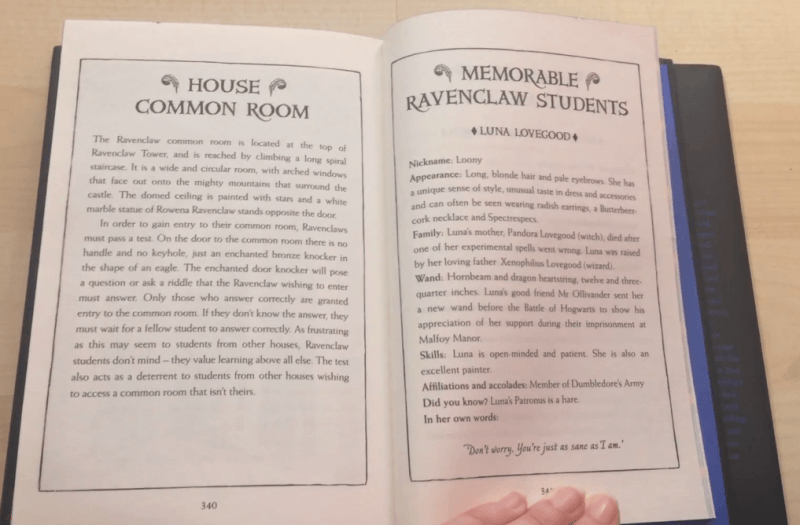 HOUSE
COMMON ROOM
The Ravenclaw common room is located at the top of
Ravenclaw Tower, and is reached by climbing a long spiral
staircase. It is a wide and circular room, with arched windows
that face out onto the mighty mountains that surround the
castle. The domed ceiling is painted with stars and a white
marble statue of Rowena Ravenclaw stands opposite the door.
In order to gain entry to their common room, Ravenclaws
must pass a test. On the door to the common room there is no
handle and no keyhole, just an enchanted bronze knocker in
the shape of an eagle. The enchanted door knocker will pose
a question or ask a riddle that the Ravenclaw wishing to enter
must answer. Only those who answer correctly are granted
entry to the common room. If they don't know the answer, they
must wait for a fellow student to answer correctly. As frustrating
as this may seem to students from other houses, Ravenclaw
students don't mind – they value learning above all else. The test
also acts as a deterrent to students from other houses wishing
to access a common room that isn't theirs.
340
MEMORABLE
RAVENCLAW STUDENTS
♦ LUNA LOVEGOOD ♦
Nickname: Loony
Appearance: Long, blonde hair and pale eyebrows. She has
a unique sense of style, unusual taste in dress and accessories
and can often be seen wearing radish earrings, a Butterbeer-
cork necklace and Spectrespecs.
Family: Luna's mother, Pandora Lovegood (witch), died after
one of her experimental spells went wrong. Luna was raised
by her loving father Xenophilius Lovegood (wizard).
Wand: Hornbeam and dragon heartstring, twelve and three-
quarter inches. Luna's good friend Mr Ollivander sent her
a new wand before the Battle of Hogwarts to show his
appreciation of her support during their imprisonment at
Malfoy Manor.
Skills: Luna is open-minded and patient. She is also an
excellent painter.
Affiliations and accolades: Member of Dumbledore's Army
Did you know? Luna's Patronus is a hare.
In her own words:
'Don't worry. You're just as sane as I am.'